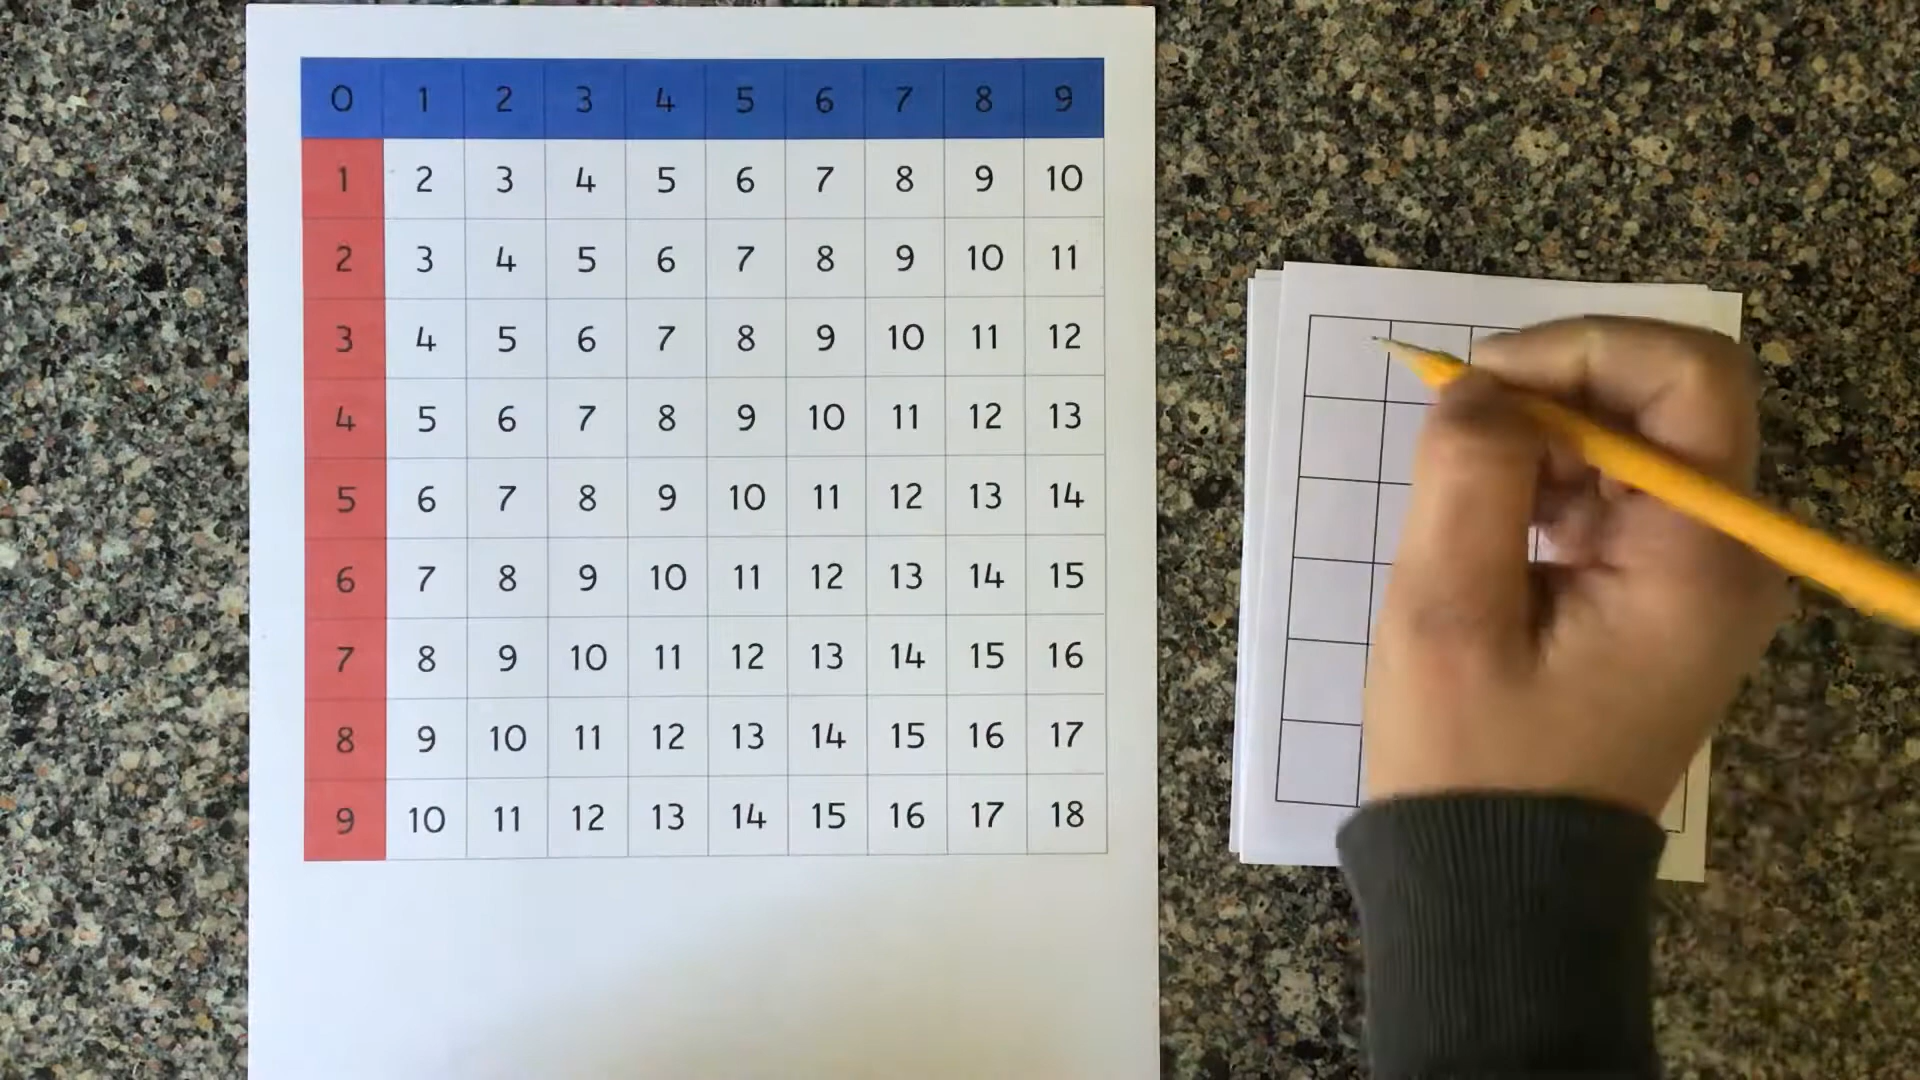 0 1 2 3 4 5 6 7 8 9
1 2 3 4 5 6 7 8 9 10
2 3 4 5 6 7 8 9 10 11
3 4 5 6 7 8 9 10 11 12
4 5 6 7 8 9 10 11 12 13
5 6 7 8 9 10 11 12 13 14
6 7 8 9 10 11 12 13 14 15
7 8 9 10 11 12 13 14 15 16
8 9 10 11 12 13 14 15 16 17
9 10 11 12 13 14 15 16 17 18